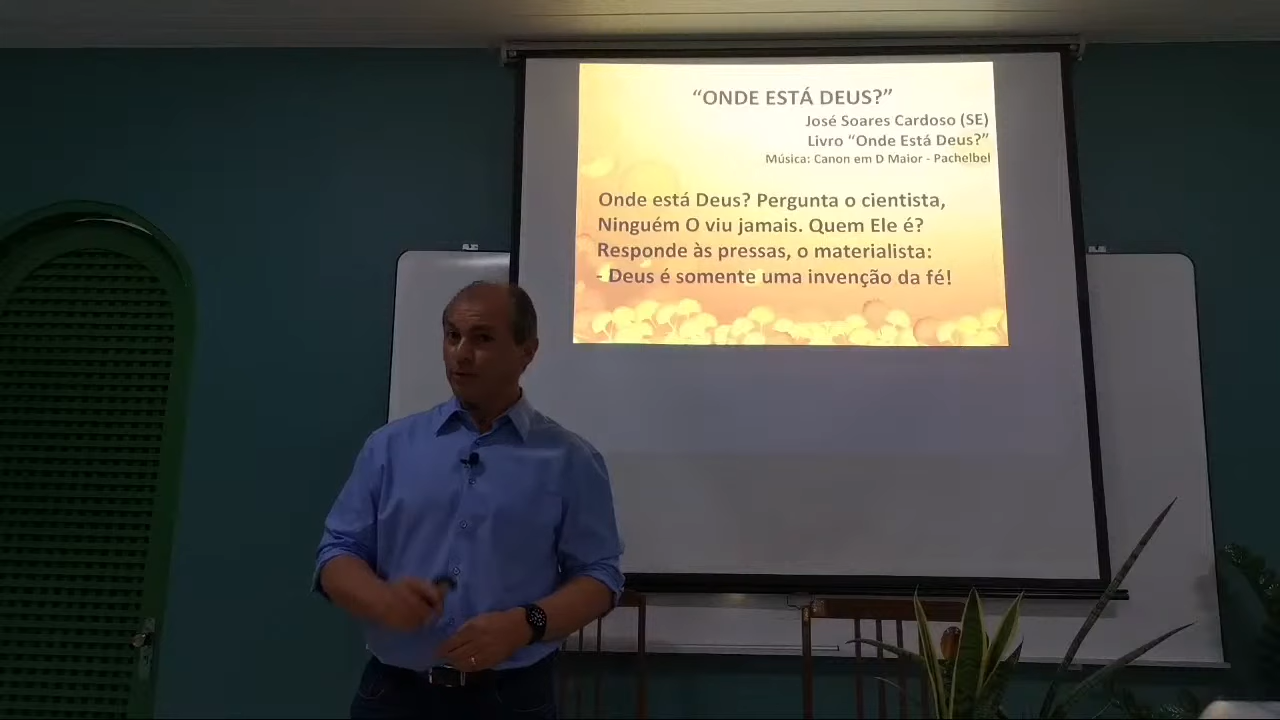 “ONDE ESTÁ DEUS?”
José Soares Cardoso (SE)
Livro “Onde Está Deus?”
Música: Canon em D Maior - Pachelbel
Onde está Deus? Pergunta o cientista,
Ninguém O viu jamais. Quem Ele é?
Responde às pressas, o materialista:
- Deus é somente uma invenção da fé!